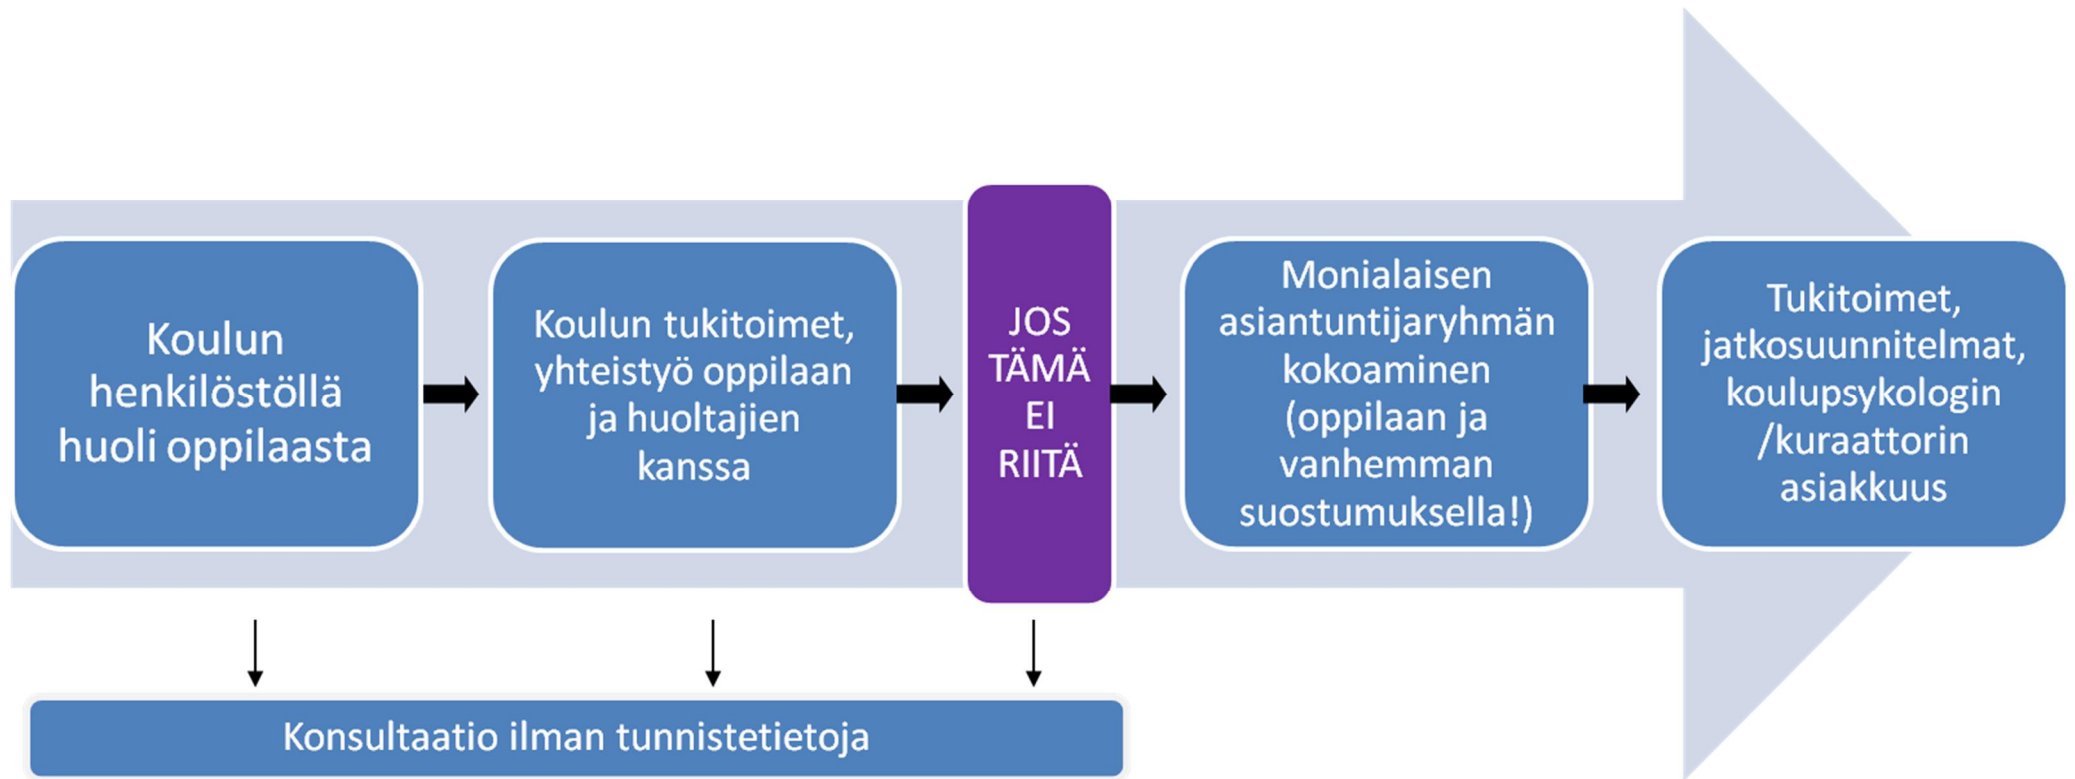 Koulun
henkilöstöllä
huoli oppilaasta
Koulun tukitoimet,
yhteistyö oppilaan
ja huoltajien
kanssa
JOS
TÄMÄ
EI
RIITÄ
Monialaisen
asiantuntijaryhmän
kokoaminen
(oppilaan ja
vanhemman
suostumuksella!)
Tukitoimet,
jatkosuunnitelmat,
koulupsykologin
/kuraattorin
asiakkuus
Konsultaatio ilman tunnistetietoja